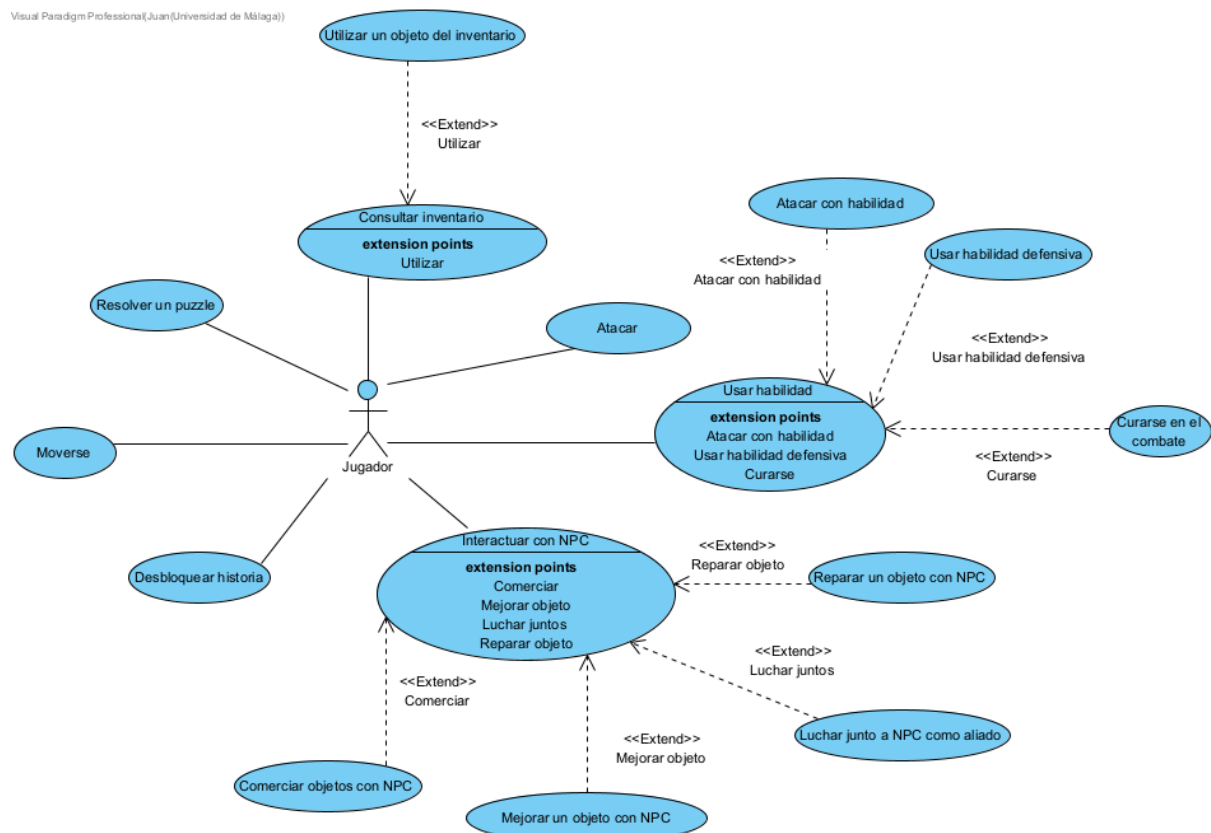 Visual Paradigm Professional(Juan(Universidad de Málaga))
Utilizar un objeto del inventario
<<Extend>>
Utilizar
Consultar inventario
extension points
Utilizar
Atacar con habilidad
<<Extend>>
Atacar con habilidad
Usar habilidad defensiva
<<Extend>>
Usar habilidad defensiva
Resolver un puzzle
Atacar
Usar habilidad
extension points
Atacar con habilidad
Usar habilidad defensiva
Curarse
Curarse en el
combate
<<Extend>>
Curarse
Moverse
Jugador
Desbloquear historia
Interactuar con NPC
extension points
Comerciar
Mejorar objeto
Luchar juntos
Reparar objeto
<<Extend>>
Reparar objeto
Reparar un objeto con NPC
<<Extend>>
Luchar juntos
Luchar junto a NPC como aliado
<<Extend>>
Comerciar
Comerciar objetos con NPC
<<Extend>>
Mejorar objeto
Mejorar un objeto con NPC